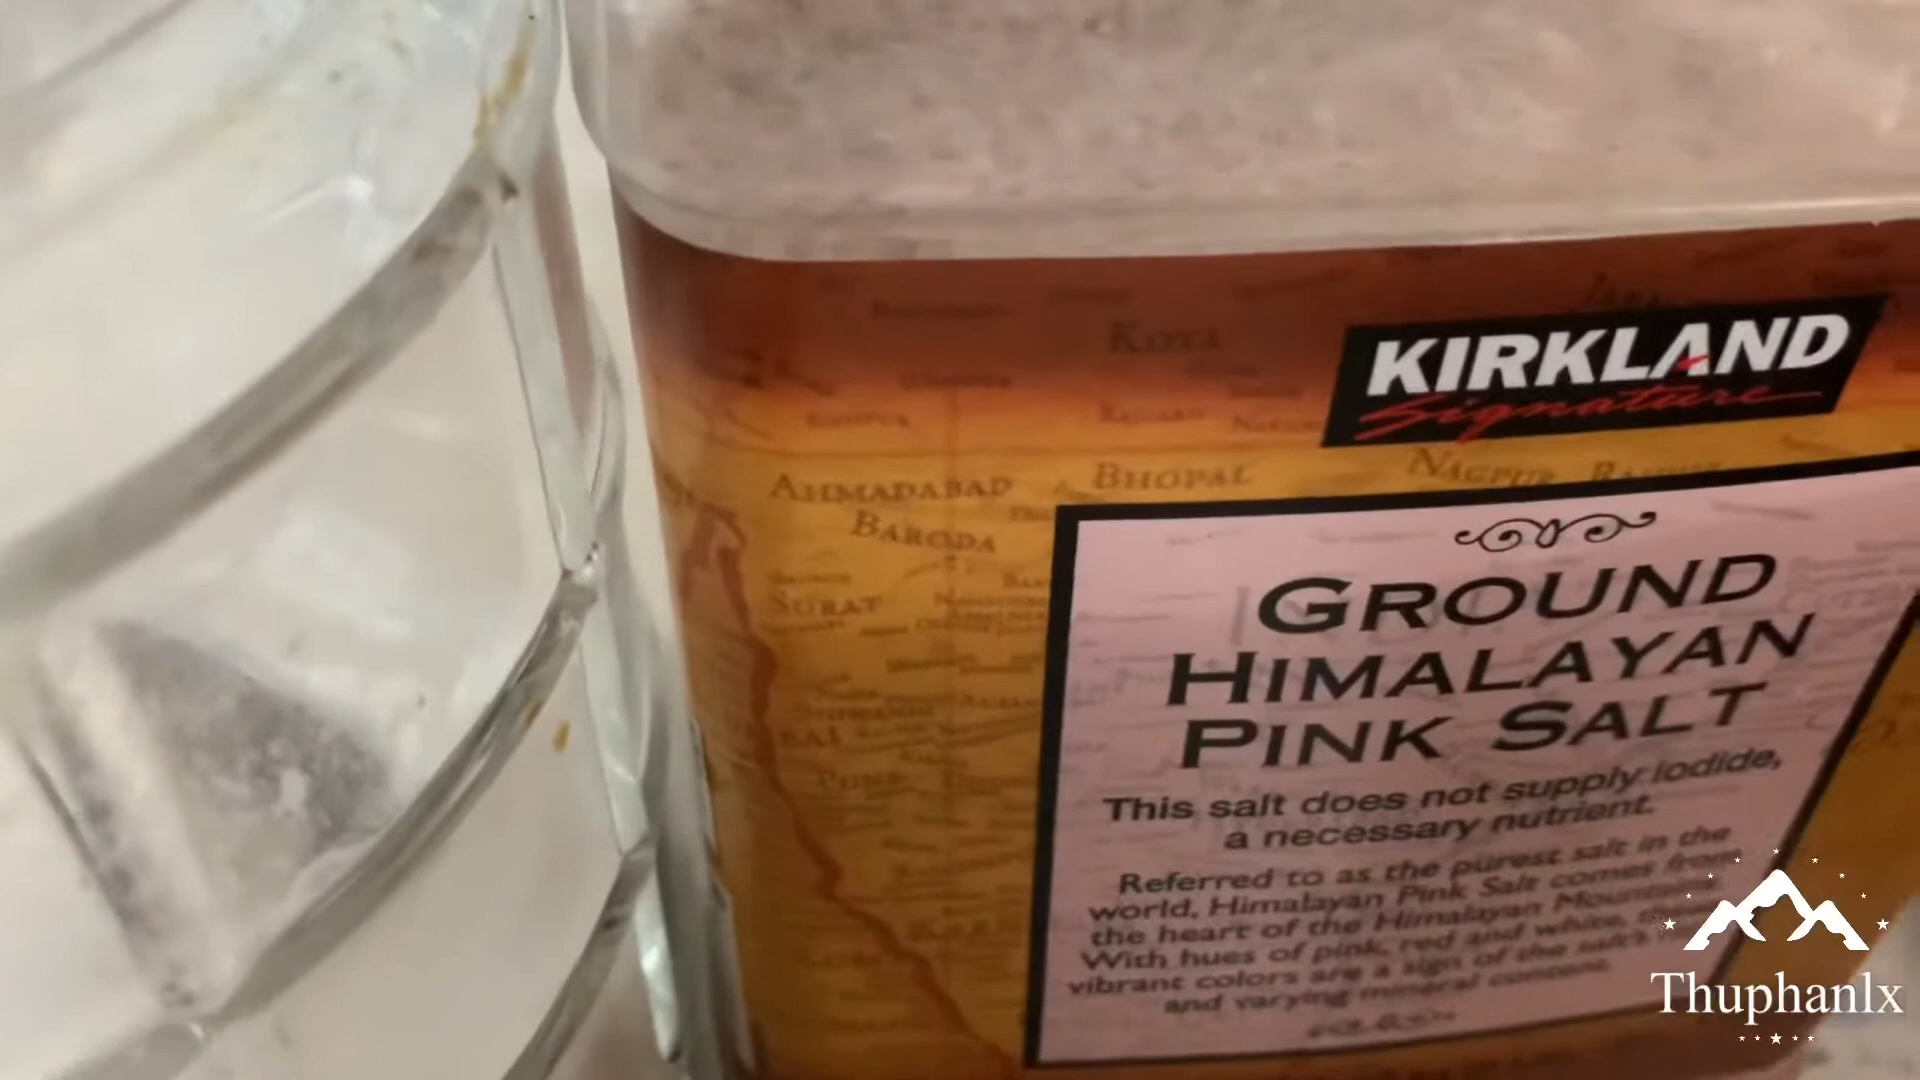 KIRKLAND
Signature
KOTA
AHMADABAD
BHOPAL
NAGPUR
BARODA
SURAT
GROUND
HIMALAYAN
PINK SALT
This salt does not supply iodide,
a necessary nutrient.
Referred to as the purest salt in the
world, Himalayan Pink Salt comes from
the heart of the Himalayan Mountains.
With hues of pink, red and white,
vibrant colors are a sign of the salt's
and varying mineral content.
Thuphanlx